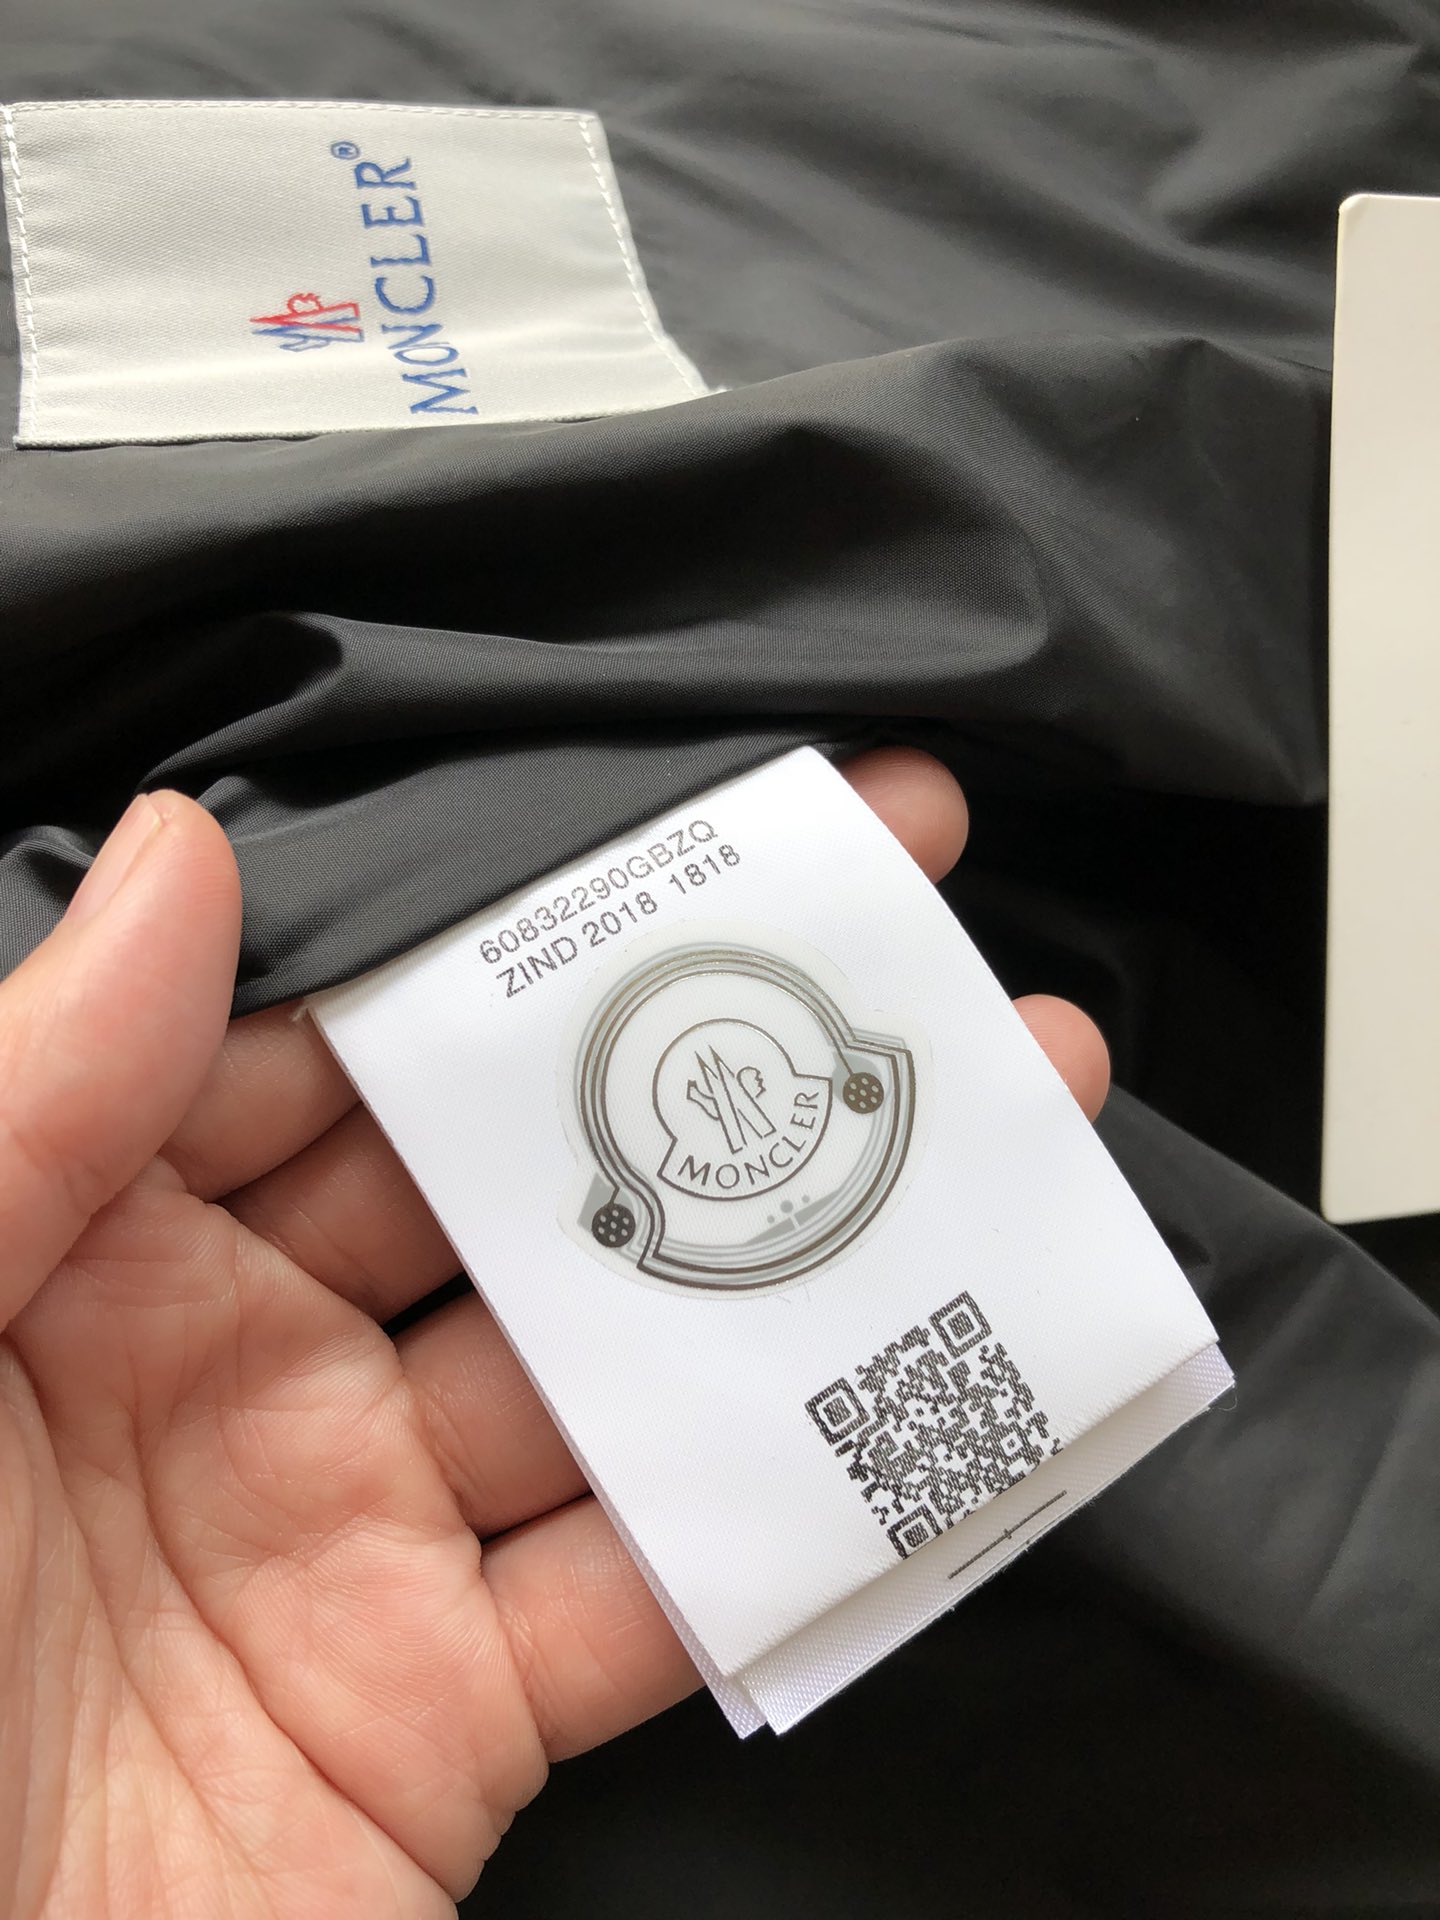 MONCLER®
60832290GBZQ
ZIND 2018 1818
MONCLER